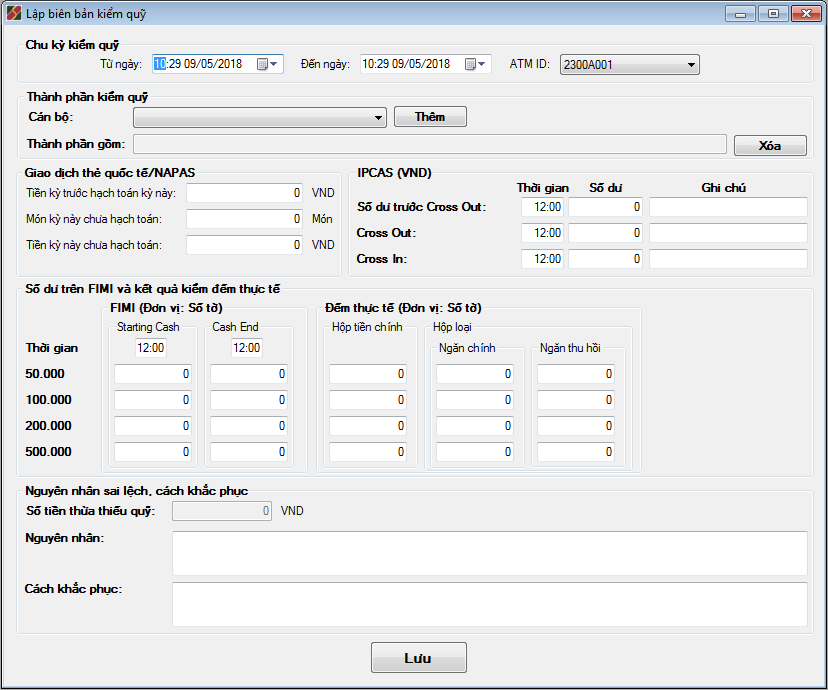 Lập biên bản kiểm quỹ
Chu kỳ kiểm quỹ
Từ ngày: 10:29 09/05/2018 Đến ngày: 10:29 09/05/2018 ATM ID: 2300A001
Thành phần kiểm quỹ
Cán bộ: Thêm
Thành phần gồm: Xóa
Giao dịch thẻ quốc tế/NAPAS
Tiền kỳ trước hạch toán kỳ này: 0 VND
Món kỳ này chưa hạch toán: 0 Món
Tiền kỳ này chưa hạch toán: 0 VND
IPCAS (VND)
Thời gian Số dư Ghi chú
Số dư trước Cross Out: 12:00 0
Cross Out: 12:00 0
Cross In: 12:00 0
Số dư trên FIMI và kết quả kiểm đếm thực tế
FIMI (Đơn vị: Số tờ) Đếm thực tế (Đơn vị: Số tờ)
Starting Cash Cash End Hộp tiền chính Hộp loại
Thời gian 12:00 12:00 Ngăn chính Ngăn thu hồi
50.000 0 0 0 0 0
100.000 0 0 0 0 0
200.000 0 0 0 0 0
500.000 0 0 0 0 0
Nguyên nhân sai lệch, cách khắc phục
Số tiền thừa thiếu quỹ: 0 VND
Nguyên nhân:
Cách khắc phục:
Lưu